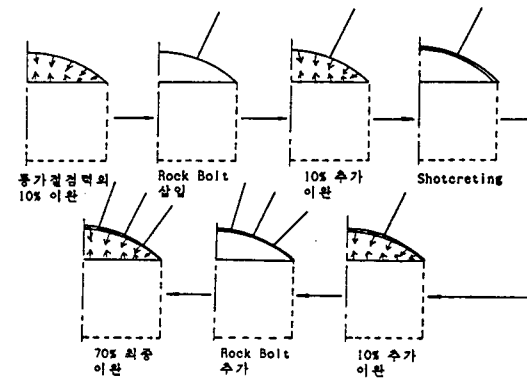 등가절점력의
10% 이완
Rock Bolt
삽입
10% 추가
이완
Shotcreting
70% 최종
이완
Rock Bolt
추가
10% 추가
이완